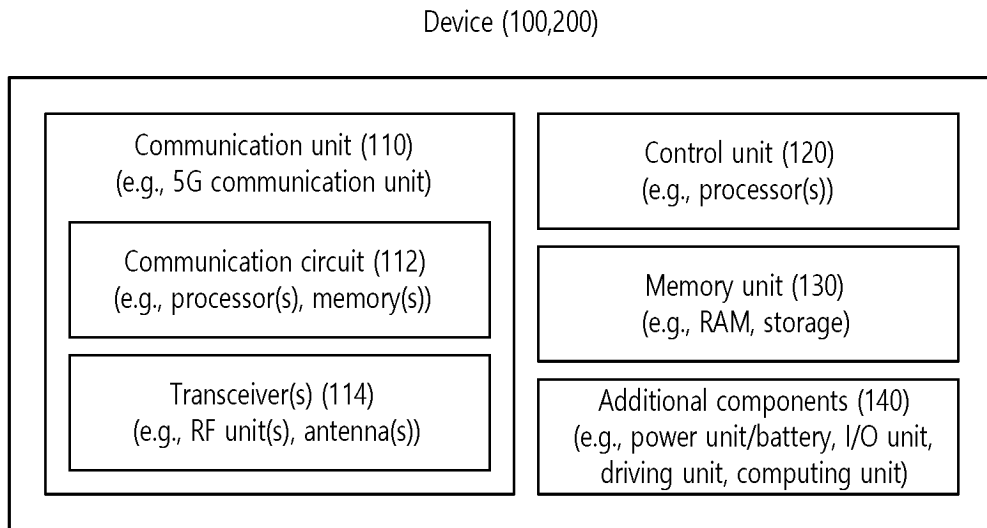 Device (100,200)
Communication unit (110)
(e.g., 5G communication unit)
Communication circuit (112)
(e.g., processor(s), memory(s))
Transceiver(s) (114)
(e.g., RF unit(s), antenna(s))
Control unit (120)
(e.g., processor(s))
Memory unit (130)
(e.g., RAM, storage)
Additional components (140)
(e.g., power unit/battery, I/O unit,
driving unit, computing unit)